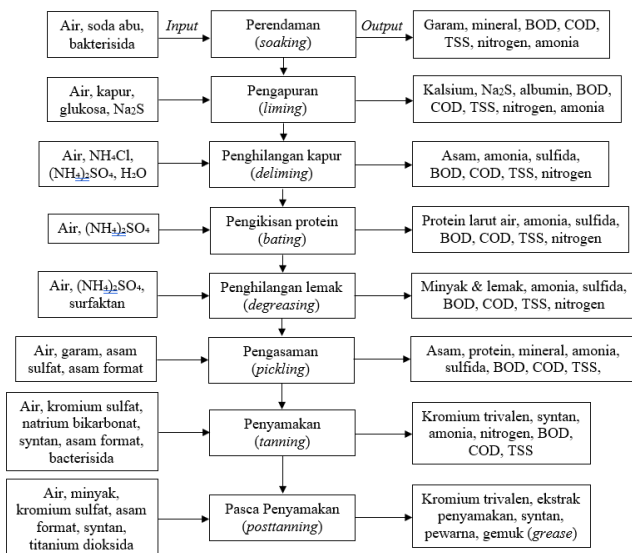 Air, soda abu,
bakterisida
Input
Perendaman
(soaking)
Output
Garam, mineral, BOD, COD,
TSS, nitrogen, amonia
Air, kapur,
glukosa, Na2S
Pengapuran
(liming)
Kalsium, Na2S, albumin, BOD,
COD, TSS, nitrogen, amonia
Air, NH4Cl,
(NH4)2SO4, H2O
Penghilangan kapur
(deliming)
Asam, amonia, sulfida,
BOD, COD, TSS, nitrogen
Air, (NH4)2SO4
Pengikisan protein
(bating)
Protein larut air, amonia, sulfida,
BOD, COD, TSS, nitrogen
Air, (NH4)2SO4,
surfaktan
Penghilangan lemak
(degreasing)
Minyak & lemak, amonia, sulfida,
BOD, COD, TSS, nitrogen
Air, garam, asam
sulfat, asam format
Pengasaman
(pickling)
Asam, protein, mineral, amonia,
sulfida, BOD, COD, TSS,
Air, kromium sulfat,
natrium bikarbonat,
syntan, asam format,
bacterisida
Penyamakan
(tanning)
Kromium trivalen, syntan,
amonia, nitrogen, BOD,
COD, TSS
Air, minyak,
kromium sulfat, asam
format, syntan,
titanium dioksida
Pasca Penyamakan
(posttanning)
Kromium trivalen, ekstrak
penyamakan, syntan,
pewarna, gemuk (grease)